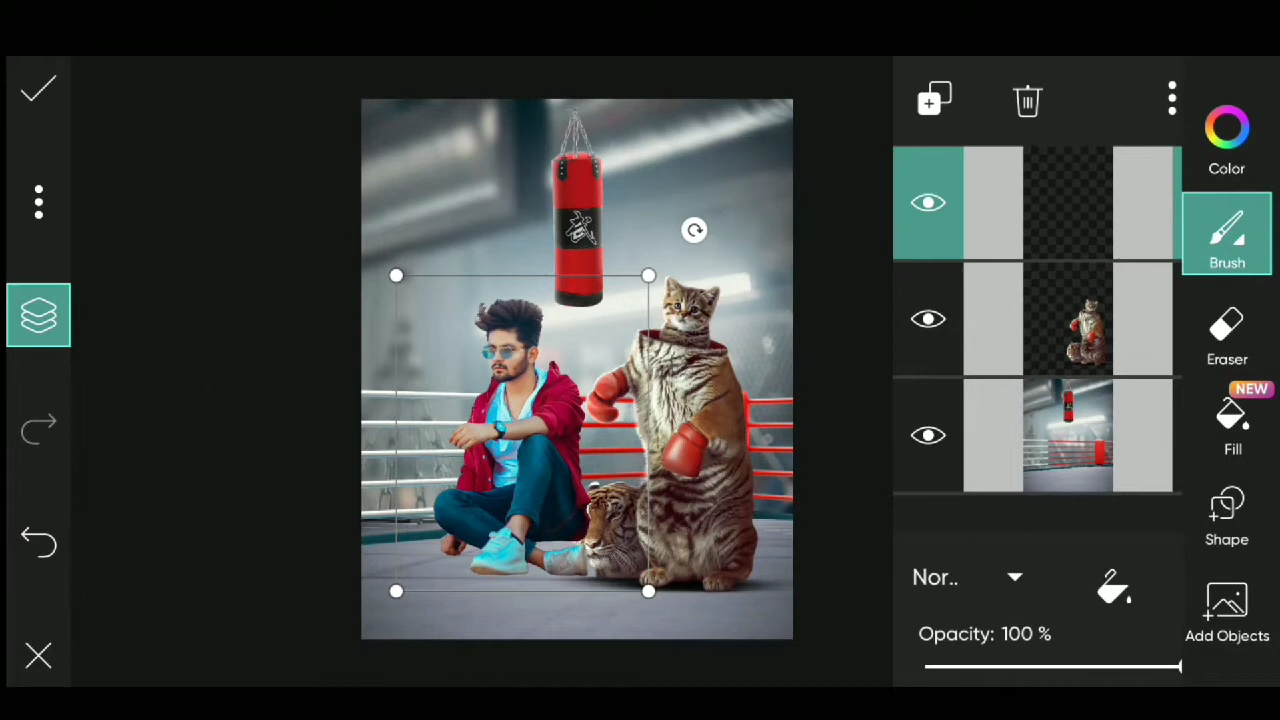 Color
Brush
Eraser
NEW
Fill
Shape
Nor..
Opacity: 100 %
Add Objects